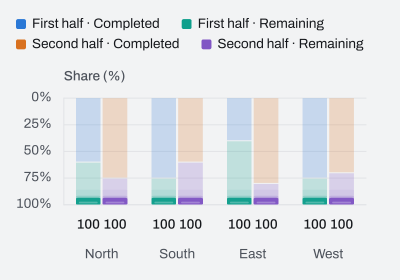 First half · Completed
First half · Remaining
Second half · Completed
Second half · Remaining
Share (%)
0%
25%
50%
75%
100%
100 100 100 100 100 100 100 100
North South East West